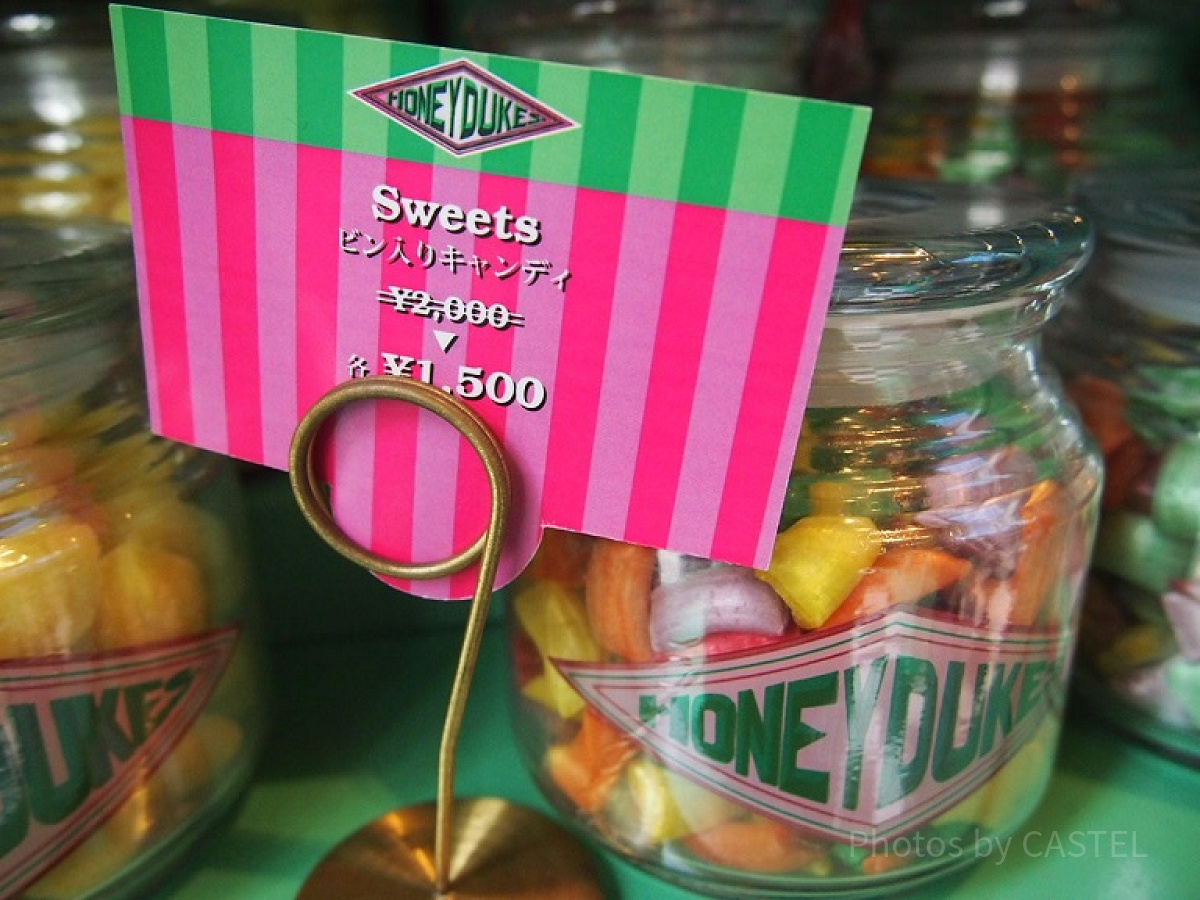 HONEYDUKES
Sweets
ビン入りキャンディ
¥2,000
▼
各 ¥1,500
DUKES
HONEYDUKES
Photos by CASTEL